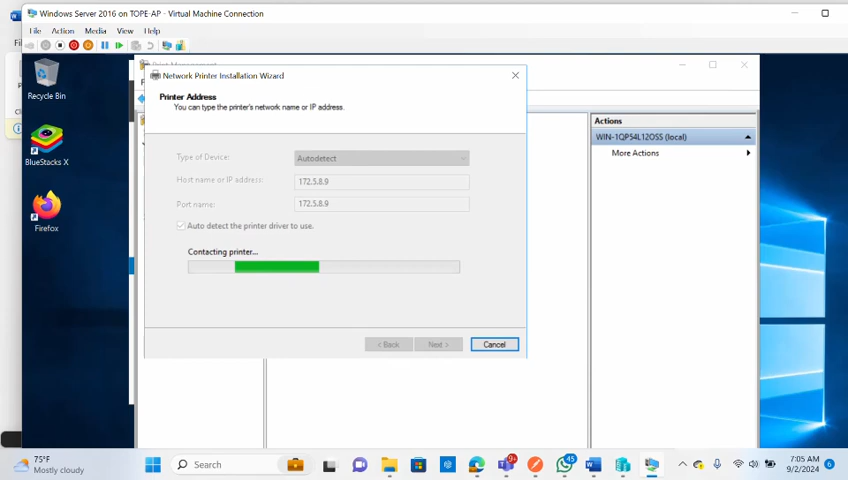 Windows Server 2016 on TOPE-AP - Virtual Machine Connection
File Action Media View Help
Recycle Bin
BlueStacks X
Firefox
Network Printer Installation Wizard
Printer Address
You can type the printer's network name or IP address.
Type of Device: Autodetect
Host name or IP address: 172.5.8.9
Port name: 172.5.8.9
Auto detect the printer driver to use.
Contacting printer...
< Back Next > Cancel
Actions
WIN-1QP54L12OSS (local)
More Actions
75°F
Mostly cloudy
Search
9+
45
7:05 AM
9/2/2024
6